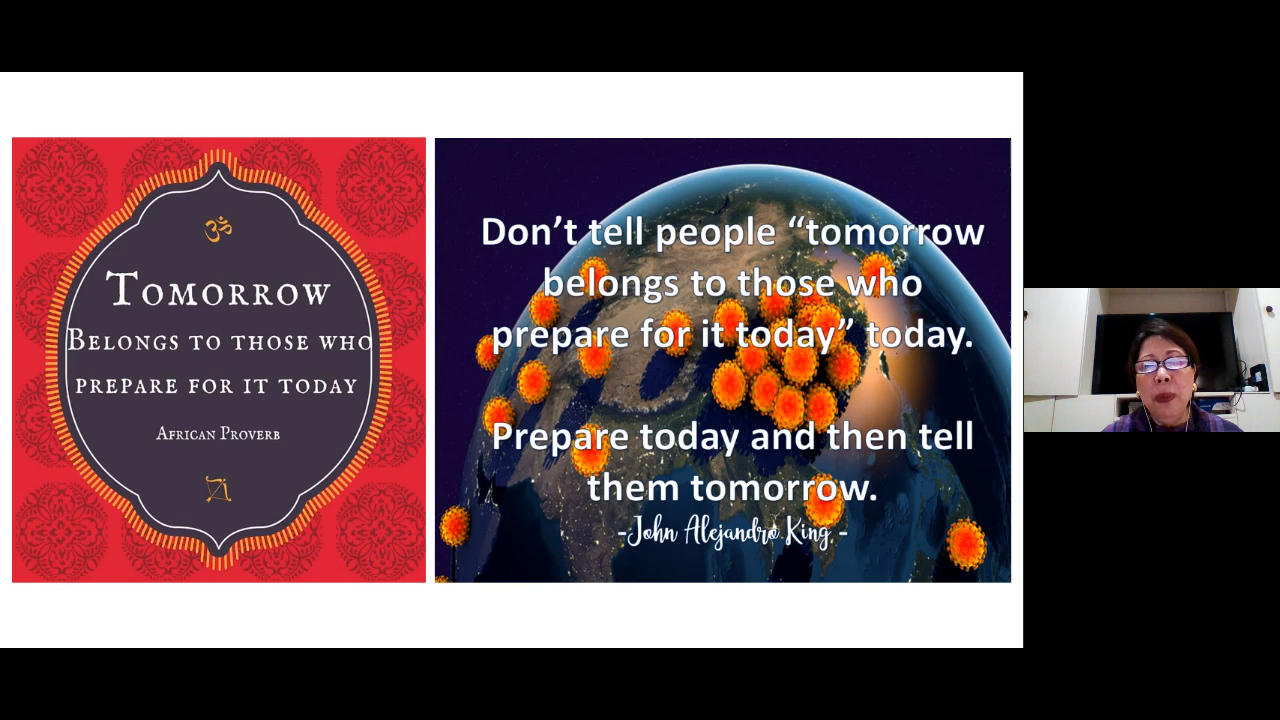 ॐ
Tomorrow
Belongs to those who
prepare for it today
African Proverb
Don’t tell people “tomorrow
belongs to those who
prepare for it today” today.
Prepare today and then tell
them tomorrow.
-John Alejandro King -